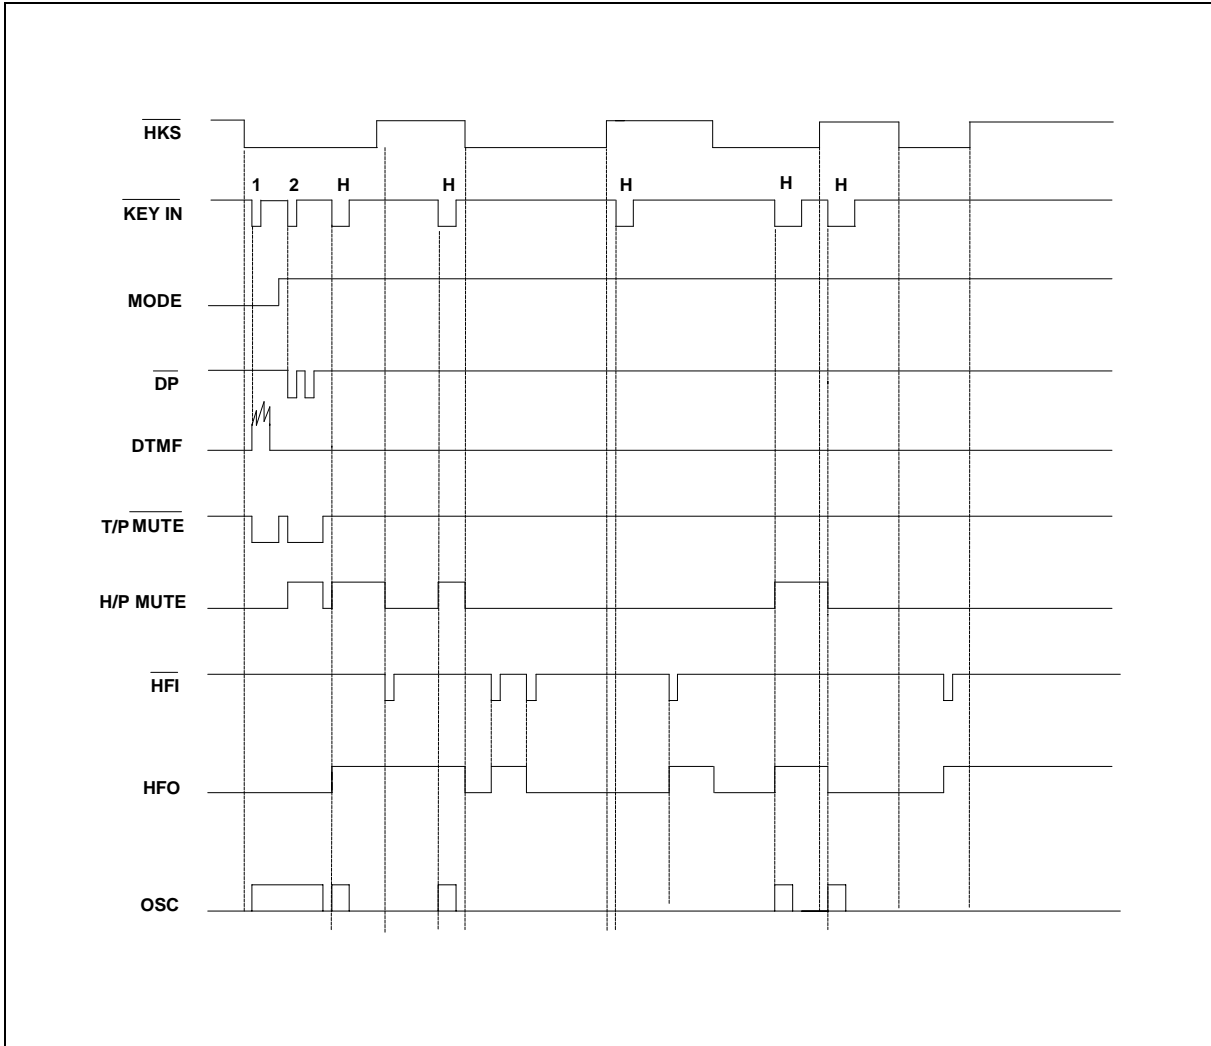 HKS
1 2 H H H H H
KEY IN
MODE
DP
DTMF
T/P MUTE
H/P MUTE
HFI
HFO
OSC